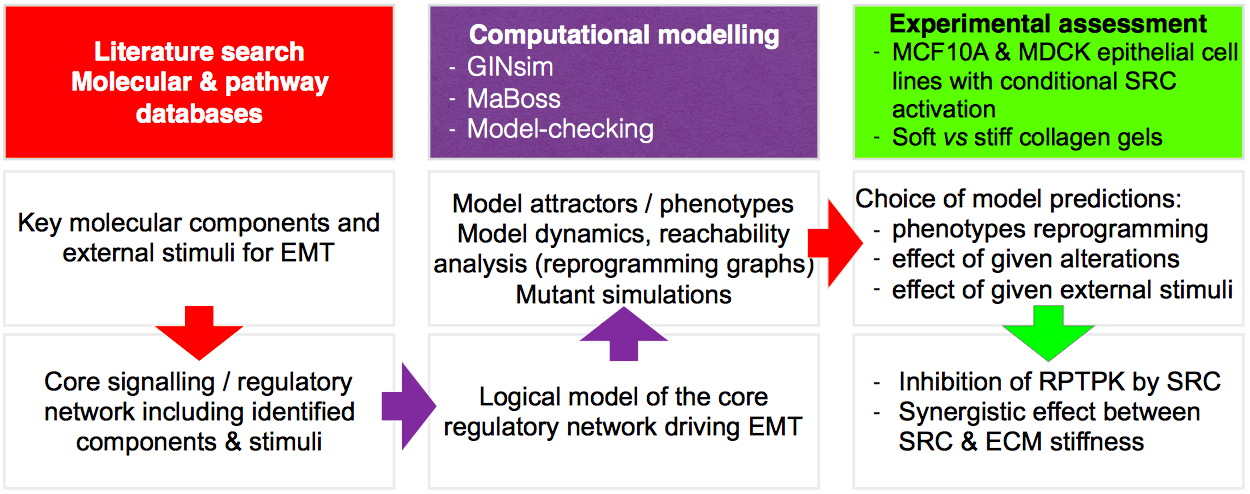 Literature search
Molecular & pathway
databases
Key molecular components and
external stimuli for EMT
Core signalling / regulatory
network including identified
components & stimuli
Computational modelling
- GINsim
- MaBoss
- Model-checking
Model attractors / phenotypes
Model dynamics, reachability
analysis (reprogramming graphs)
Mutant simulations
Logical model of the core
regulatory network driving EMT
Experimental assessment
- MCF10A & MDCK epithelial cell
lines with conditional SRC
activation
- Soft vs stiff collagen gels
Choice of model predictions:
- phenotypes reprogramming
- effect of given alterations
- effect of given external stimuli
- Inhibition of RPTPK by SRC
- Synergistic effect between
SRC & ECM stiffness